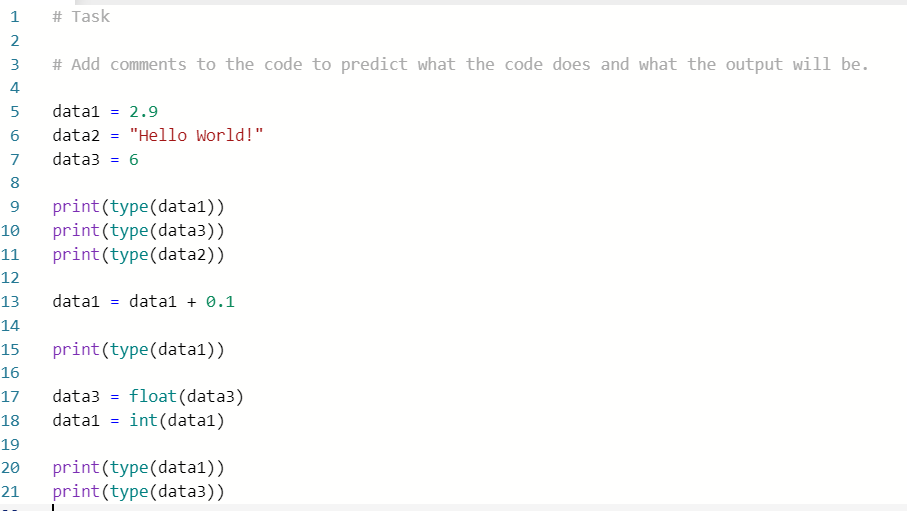 1 # Task
2
3 # Add comments to the code to predict what the code does and what the output will be.
4
5 data1 = 2.9
6 data2 = "Hello World!"
7 data3 = 6
8
9 print(type(data1))
10 print(type(data3))
11 print(type(data2))
12
13 data1 = data1 + 0.1
14
15 print(type(data1))
16
17 data3 = float(data3)
18 data1 = int(data1)
19
20 print(type(data1))
21 print(type(data3))